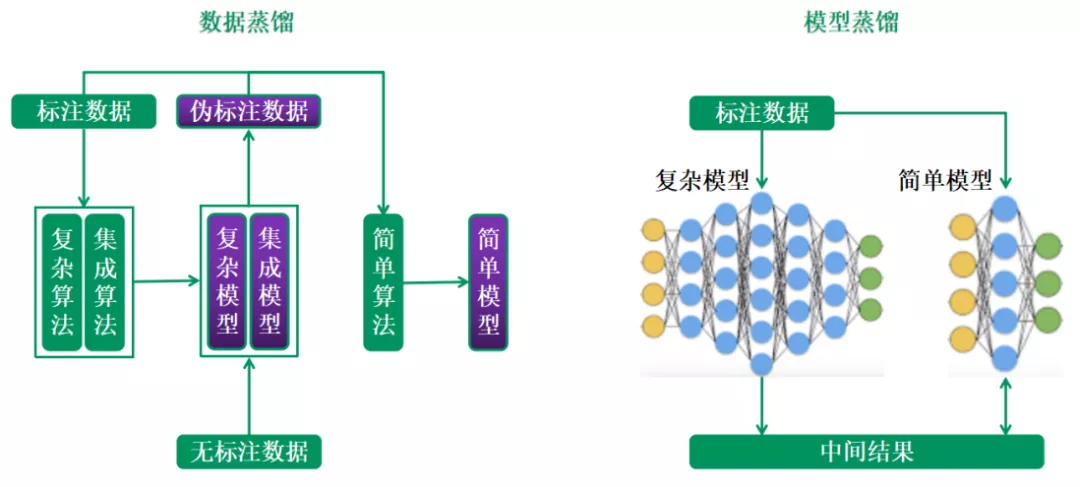 数据蒸馏
模型蒸馏
标注数据
伪标注数据
复杂算法
集成算法
复杂模型
集成模型
简单算法
简单模型
无标注数据
标注数据
复杂模型
简单模型
中间结果